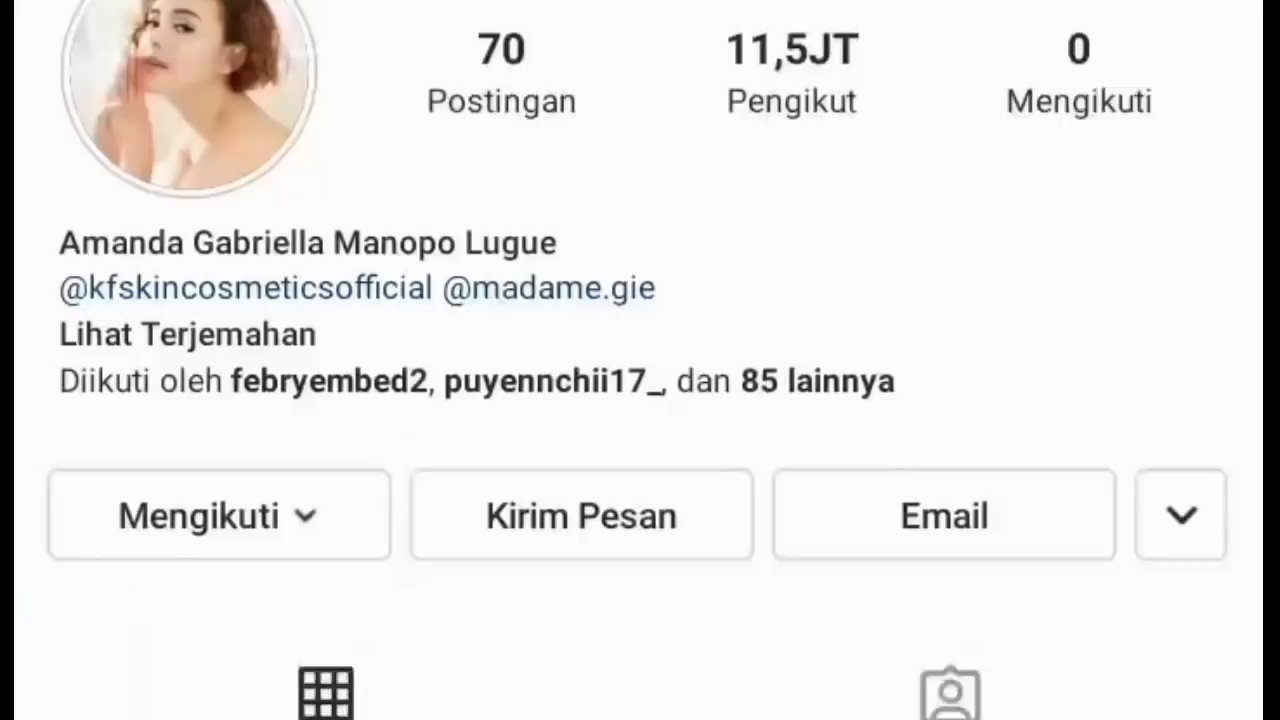 70 11,5JT 0
Postingan Pengikut Mengikuti
Amanda Gabriella Manopo Lugue
@kfskincosmeticsofficial @madame.gie
Lihat Terjemahan
Diikuti oleh febryembed2, puyennchii17_, dan 85 lainnya
Mengikuti Kirim Pesan Email